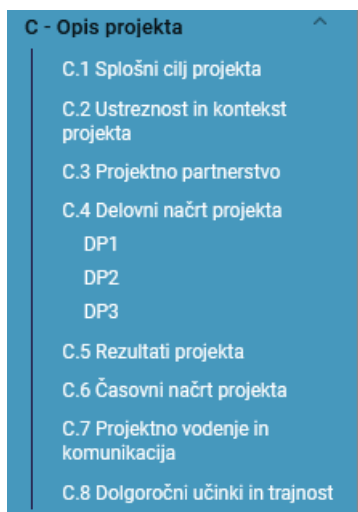 C - Opis projekta
C.1 Splošni cilj projekta
C.2 Ustreznost in kontekst
projekta
C.3 Projektno partnerstvo
C.4 Delovni načrt projekta
DP1
DP2
DP3
C.5 Rezultati projekta
C.6 Časovni načrt projekta
C.7 Projektno vodenje in
komunikacija
C.8 Dolgoročni učinki in trajnost